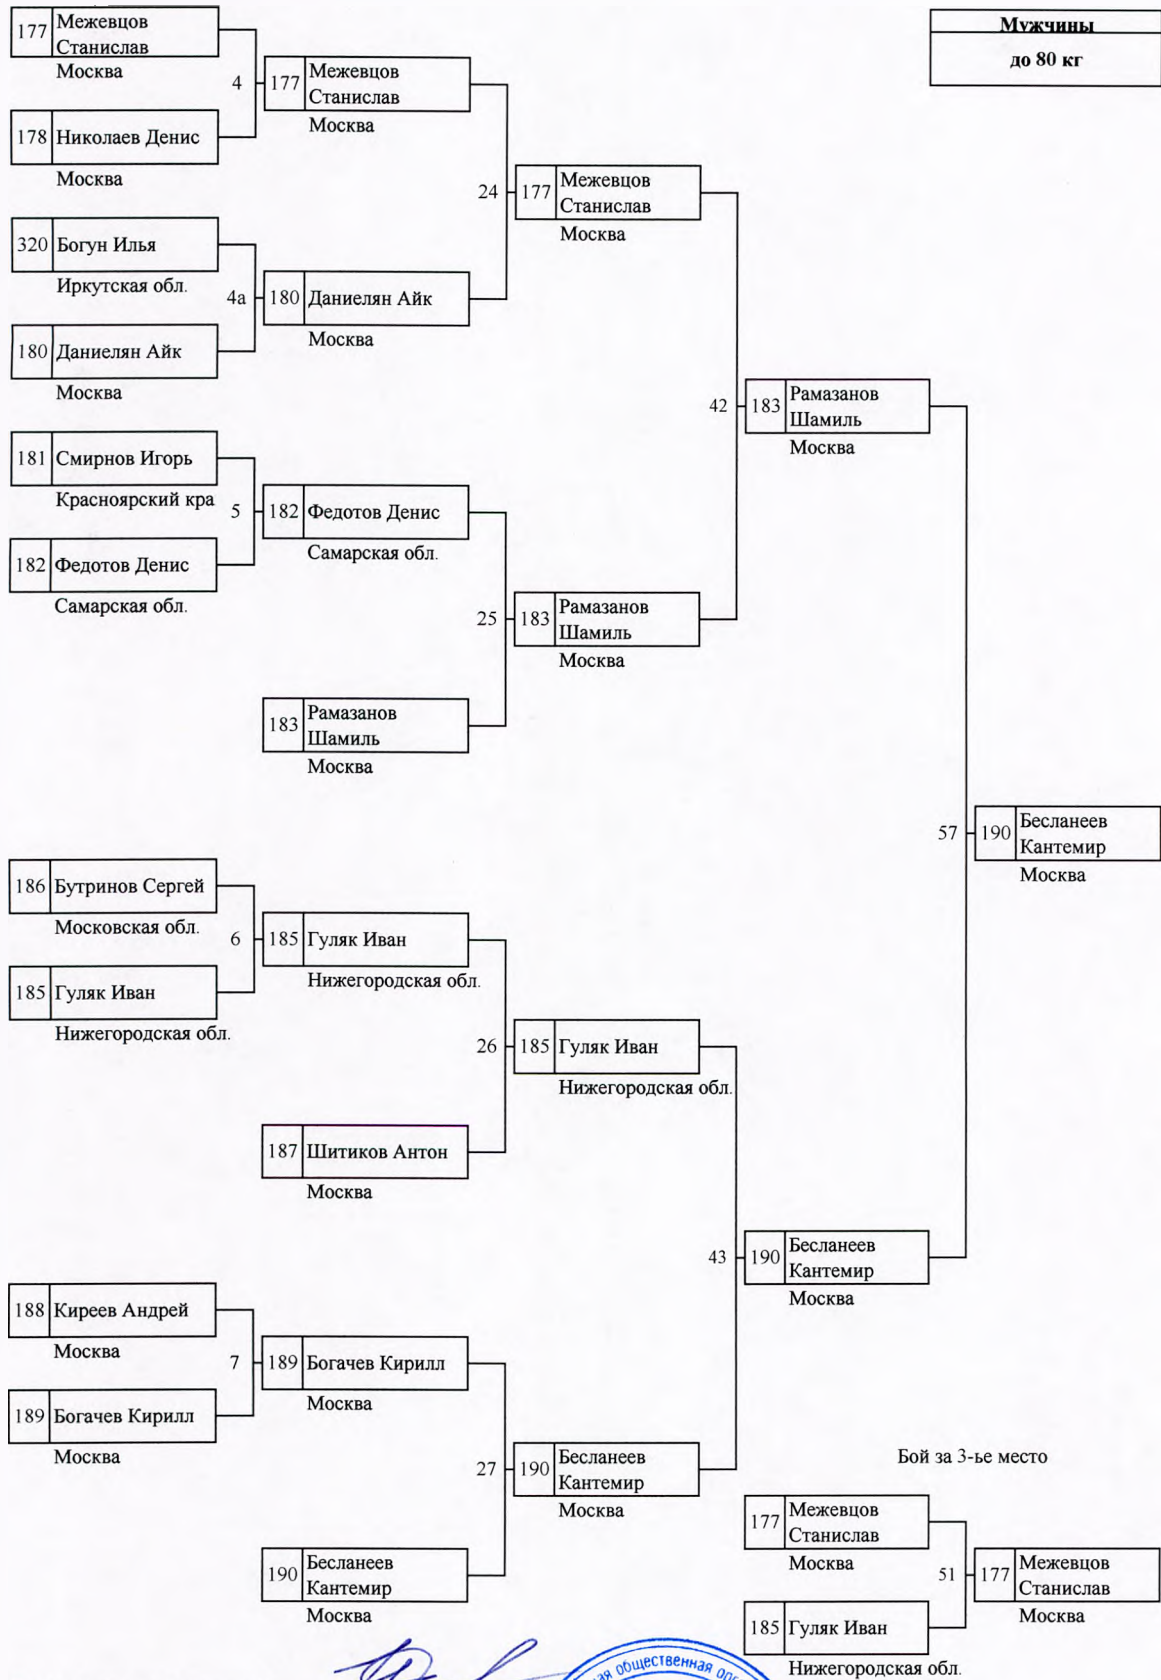 Мужчины
до 80 кг
177 Межевцов
Станислав
Москва
4
178 Николаев Денис
Москва
177 Межевцов
Станислав
Москва
320 Богун Илья
Иркутская обл.
4а
180 Даниелян Айк
Москва
180 Даниелян Айк
Москва
24
177 Межевцов
Станислав
Москва
181 Смирнов Игорь
Красноярский кра
5
182 Федотов Денис
Самарская обл.
182 Федотов Денис
Самарская обл.
25
183 Рамазанов
Шамиль
Москва
183 Рамазанов
Шамиль
Москва
42
183 Рамазанов
Шамиль
Москва
186 Бутринов Сергей
Московская обл.
6
185 Гуляк Иван
Нижегородская обл.
185 Гуляк Иван
Нижегородская обл.
26
187 Шитиков Антон
Москва
185 Гуляк Иван
Нижегородская обл.
188 Киреев Андрей
Москва
7
189 Богачев Кирилл
Москва
189 Богачев Кирилл
Москва
27
190 Бесланеев
Кантемир
Москва
190 Бесланеев
Кантемир
Москва
43
190 Бесланеев
Кантемир
Москва
57
190 Бесланеев
Кантемир
Москва
Бой за 3-ье место
177 Межевцов
Станислав
Москва
51
185 Гуляк Иван
Нижегородская обл.
177 Межевцов
Станислав
Москва
общественная